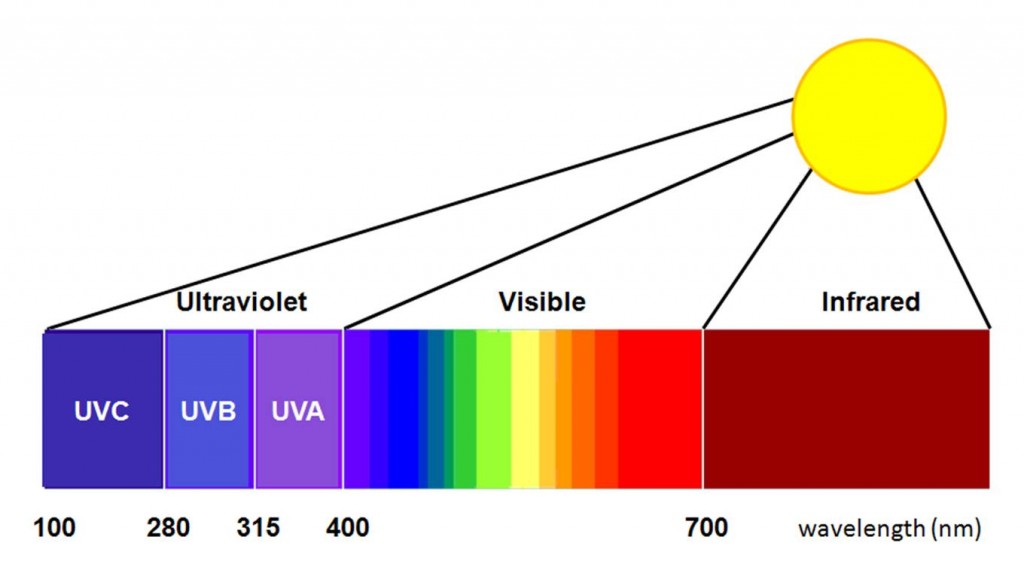 Ultraviolet Visible Infrared
UVC UVB UVA
100 280 315 400 700 wavelength (nm)